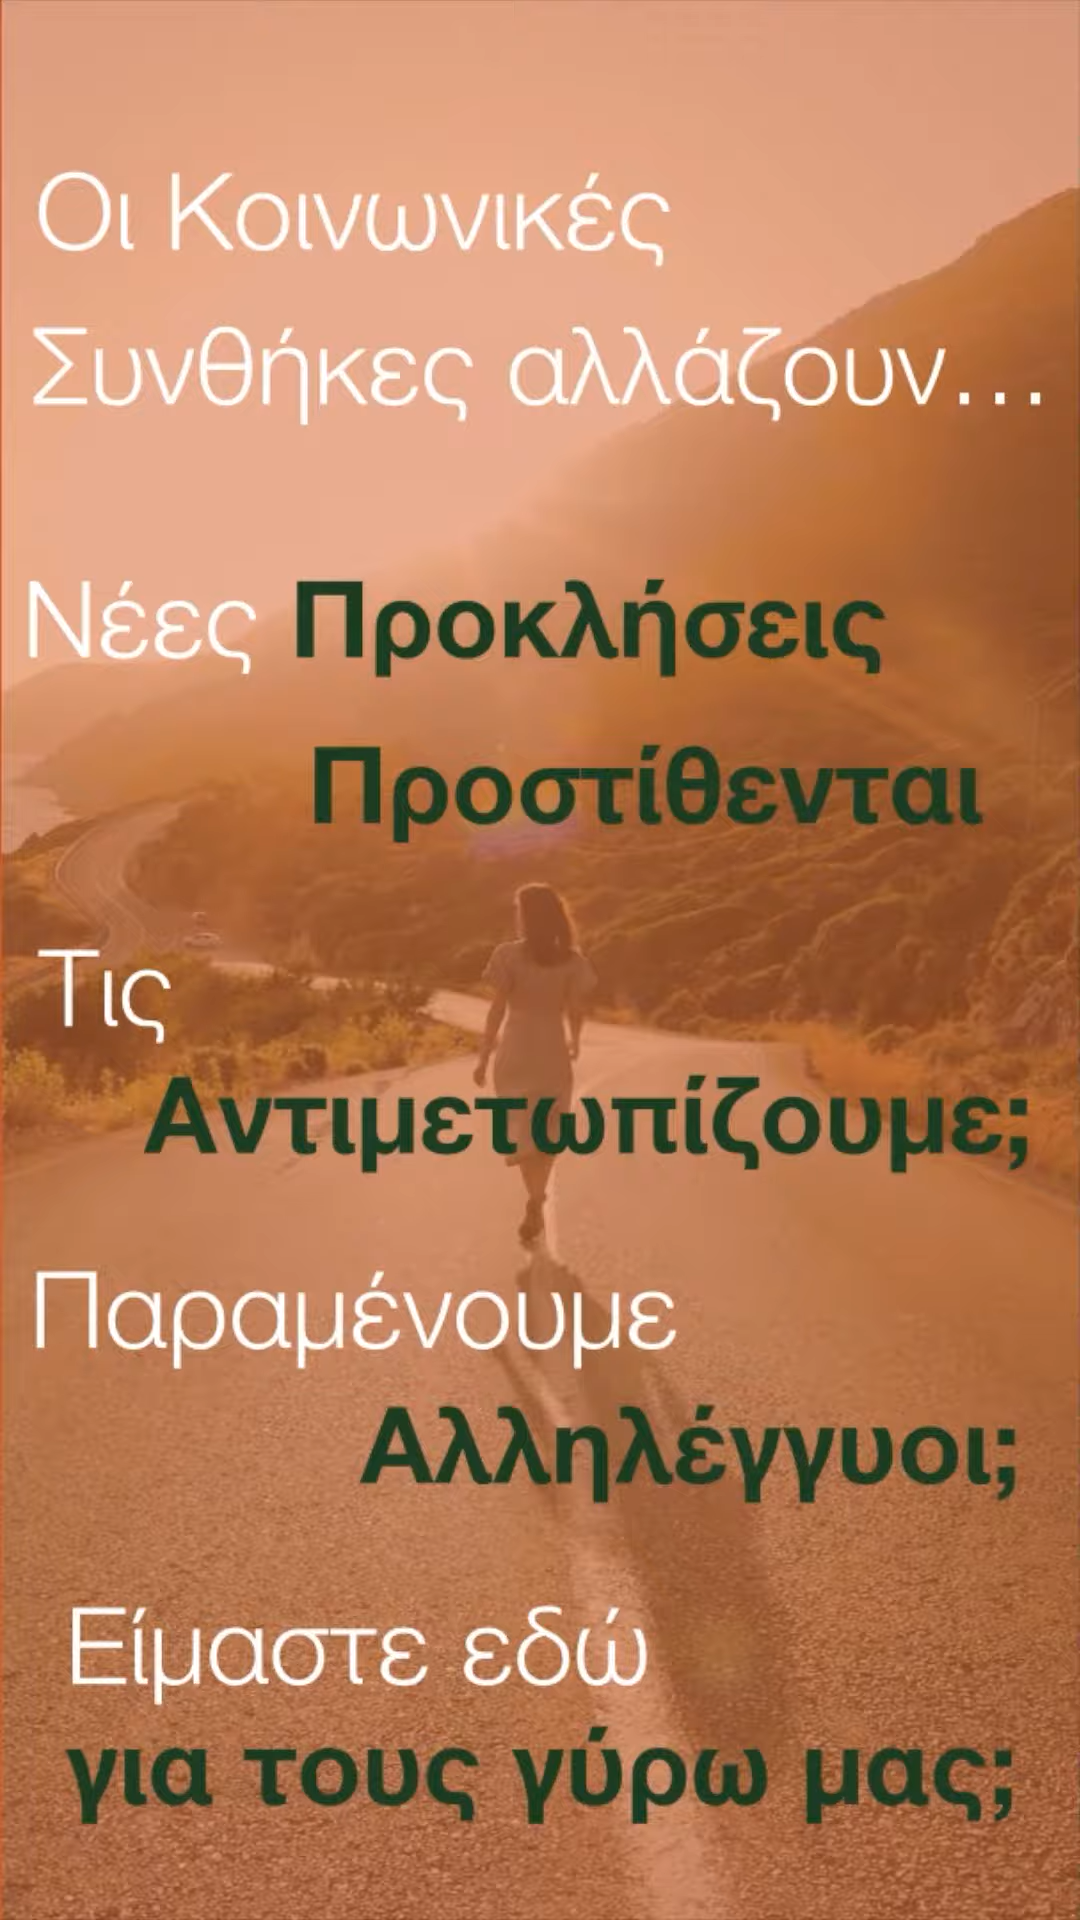 Οι Κοινωνικές
Συνθήκες αλλάζουν...
Νέες Προκλήσεις
Προστίθενται
Τις
Αντιμετωπίζουμε;
Παραμένουμε
Αλληλέγγυοι;
Είμαστε εδώ
για τους γύρω μας;